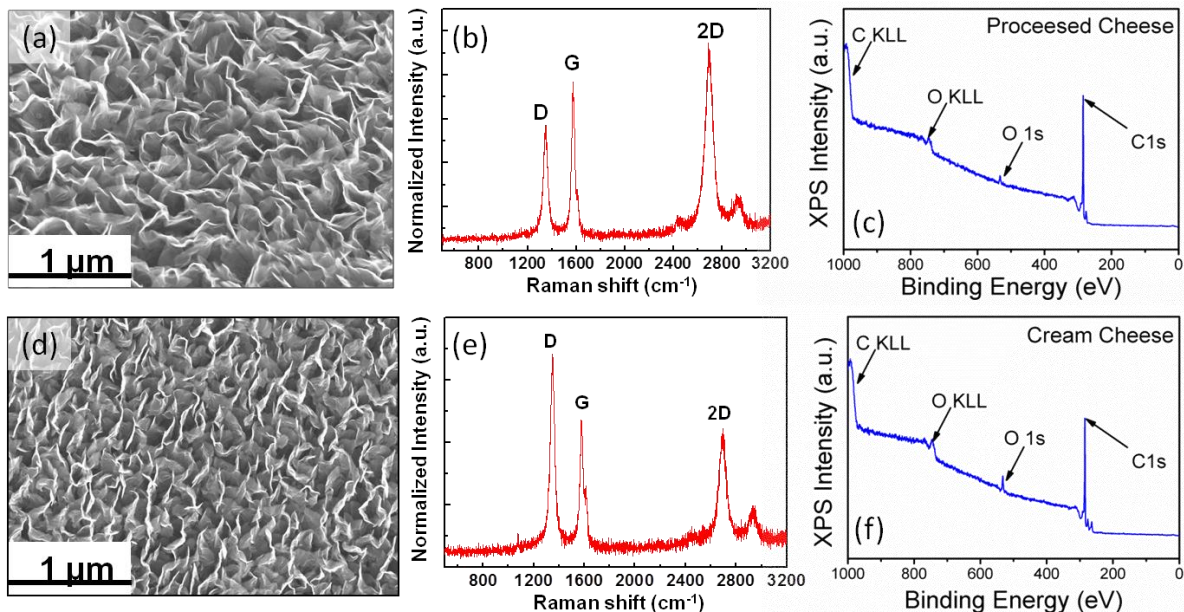 (a)
1 μm
(b)
D
G
2D
Normalized Intensity (a.u.)
800 1200 1600 2000 2400 2800 3200
Raman shift (cm⁻¹)
Proceesed Cheese
C KLL
O KLL
O 1s
C1s
(c)
XPS Intensity (a.u.)
1000 800 600 400 200 0
Binding Energy (eV)
(d)
1 μm
(e)
D
G
2D
Normalized Intensity (a.u.)
800 1200 1600 2000 2400 2800 3200
Raman shift (cm⁻¹)
Cream Cheese
C KLL
O KLL
O 1s
C1s
(f)
XPS Intensity (a.u.)
1000 800 600 400 200 0
Binding Energy (eV)